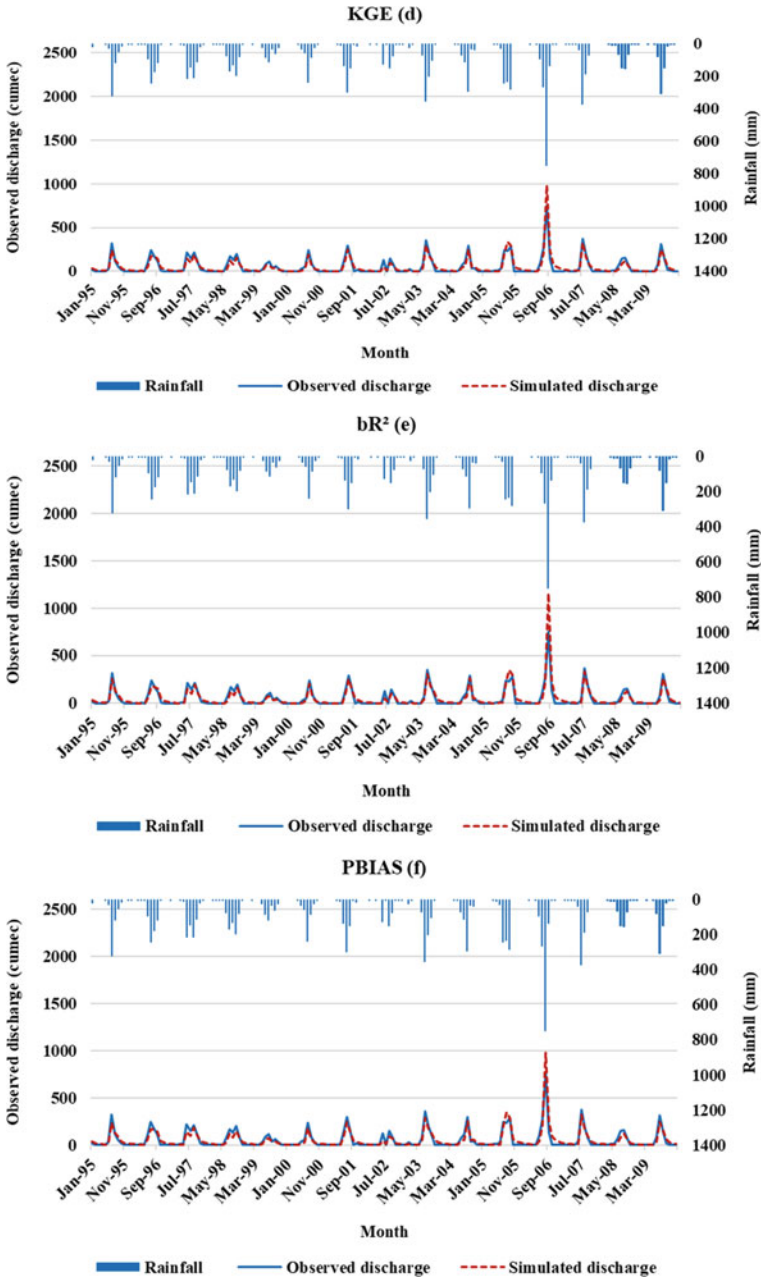 KGE (d)
2500
2000
1500
1000
500
0
Observed discharge (cumec)
0
200
400
600
800
1000
1200
1400
Rainfall (mm)
Jan-95 Nov-95 Sep-96 Jul-97 May-98 Mar-99 Jan-00 Nov-00 Sep-01 Jul-02 May-03 Mar-04 Jan-05 Nov-05 Sep-06 Jul-07 May-08 Mar-09
Month
Rainfall Observed discharge Simulated discharge
bR² (e)
2500
2000
1500
1000
500
0
Observed discharge (cumec)
0
200
400
600
800
1000
1200
1400
Rainfall (mm)
Jan-95 Nov-95 Sep-96 Jul-97 May-98 Mar-99 Jan-00 Nov-00 Sep-01 Jul-02 May-03 Mar-04 Jan-05 Nov-05 Sep-06 Jul-07 May-08 Mar-09
Month
Rainfall Observed discharge Simulated discharge
PBIAS (f)
2500
2000
1500
1000
500
0
Observed discharge (cumec)
0
200
400
600
800
1000
1200
1400
Rainfall (mm)
Jan-95 Nov-95 Sep-96 Jul-97 May-98 Mar-99 Jan-00 Nov-00 Sep-01 Jul-02 May-03 Mar-04 Jan-05 Nov-05 Sep-06 Jul-07 May-08 Mar-09
Month
Rainfall Observed discharge Simulated discharge